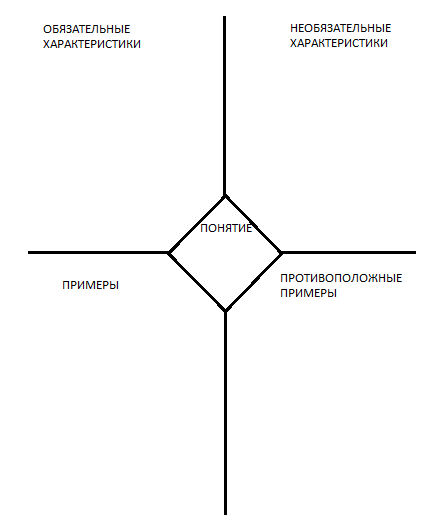 ОБЯЗАТЕЛЬНЫЕ
ХАРАКТЕРИСТИКИ
НЕОБЯЗАТЕЛЬНЫЕ
ХАРАКТЕРИСТИКИ
ПОНЯТИЕ
ПРИМЕРЫ
ПРОТИВОПОЛОЖНЫЕ
ПРИМЕРЫ